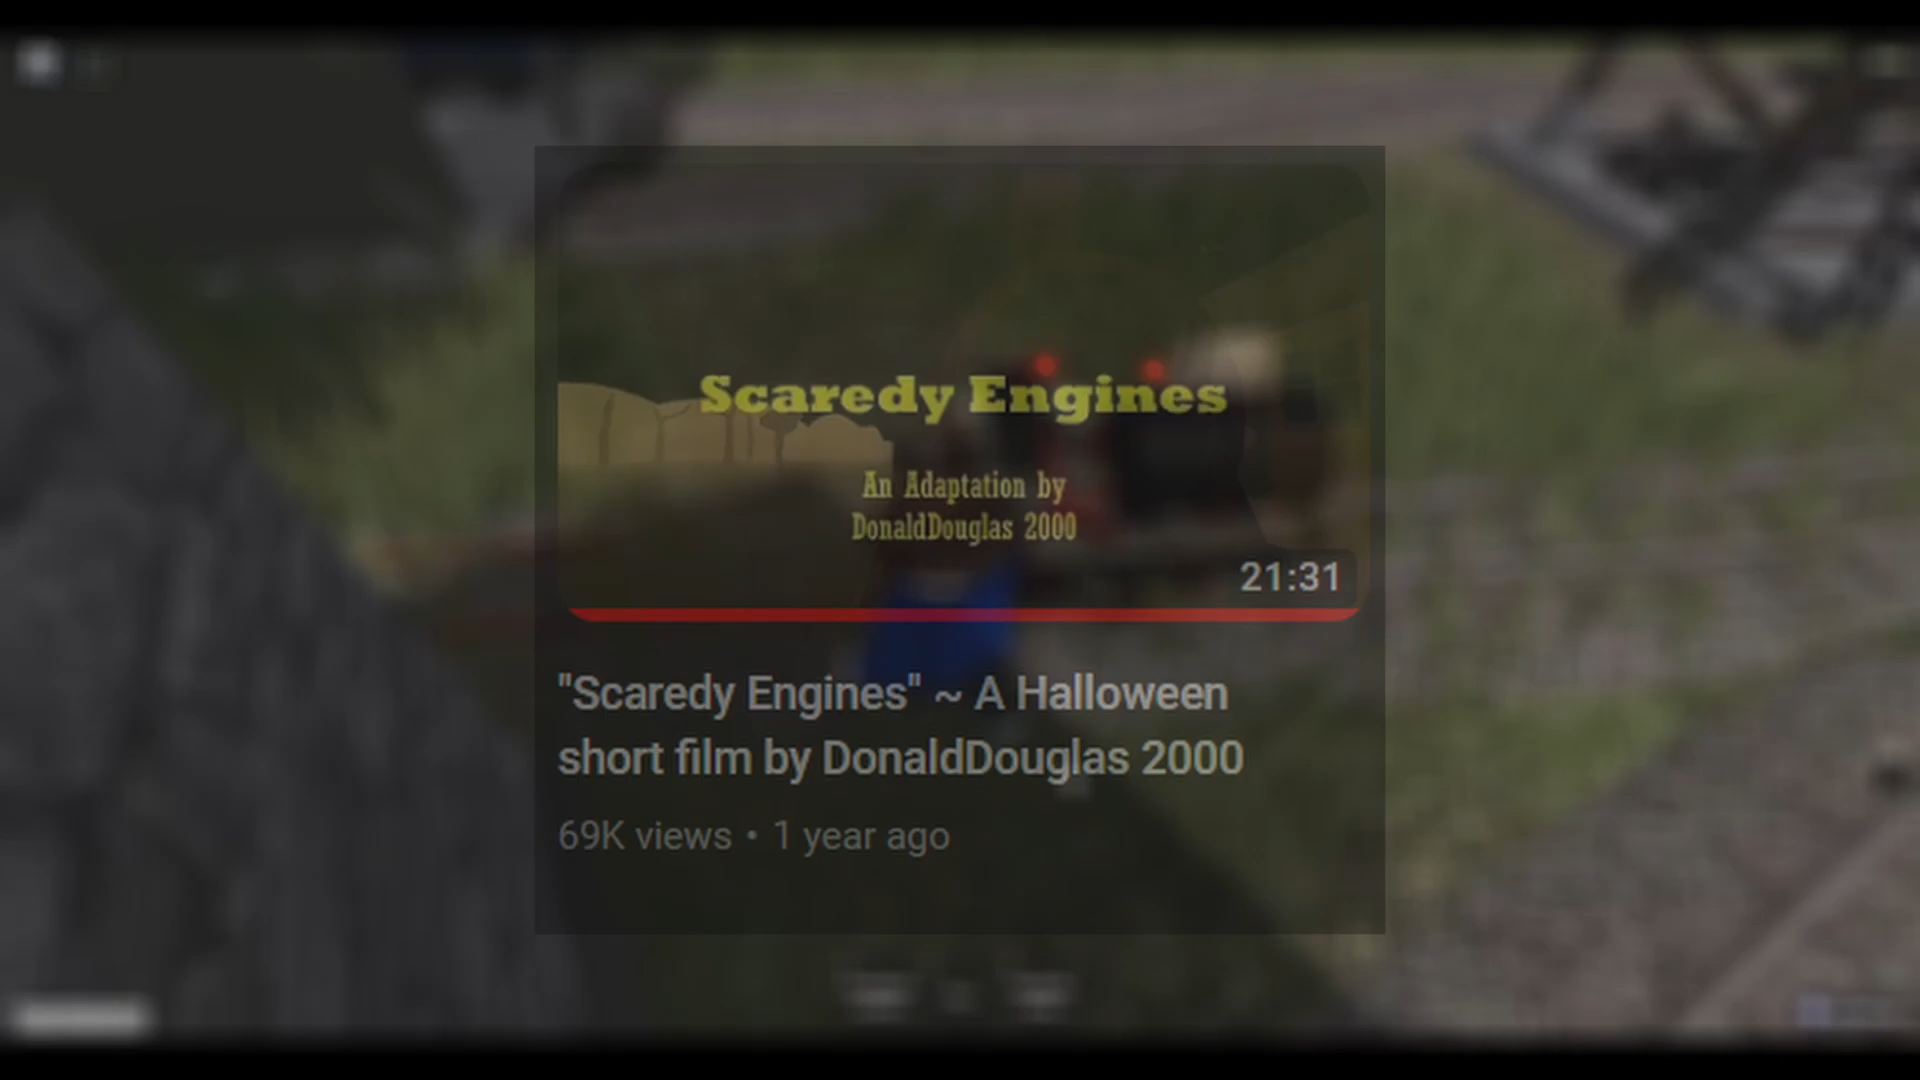 Scaredy Engines
An Adaptation by
DonaldDouglas 2000
21:31
"Scaredy Engines" ~ A Halloween
short film by DonaldDouglas 2000
69K views • 1 year ago